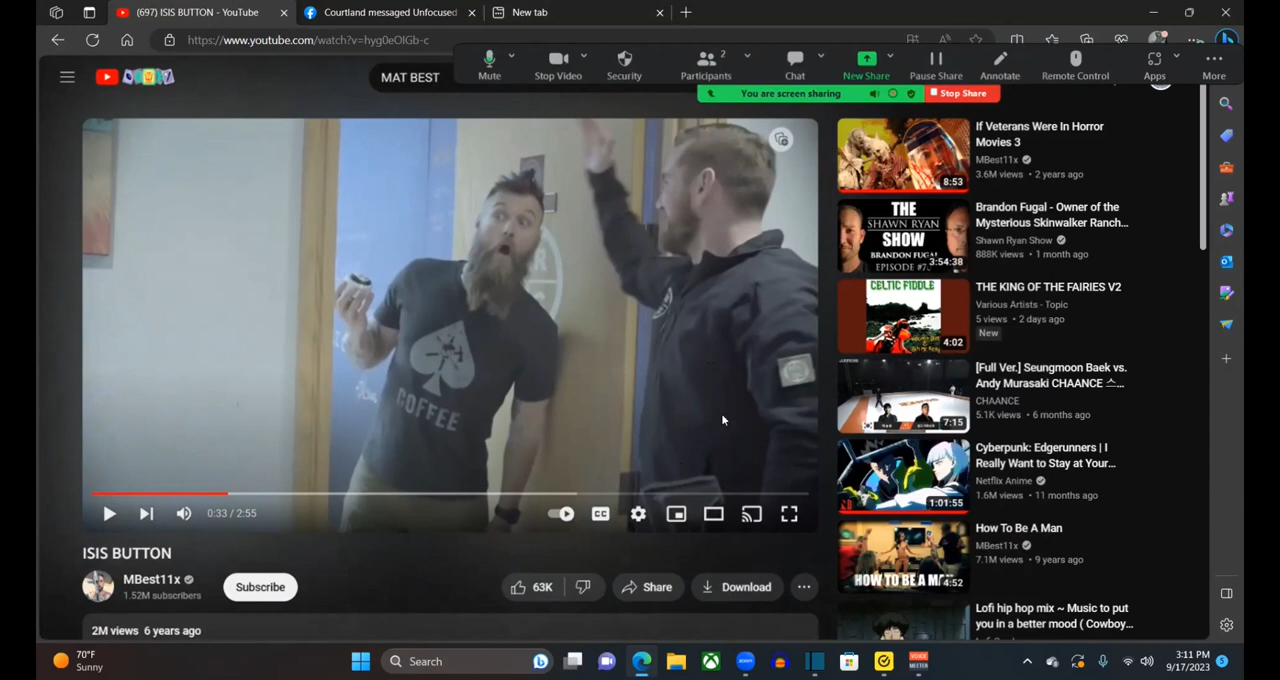 (697) ISIS BUTTON - YouTube
Courtland messaged Unfocused
New tab
https://www.youtube.com/watch?v=hyg0eOIGb-c
MAT BEST
Mute
Stop Video
Security
2
Participants
Chat
New Share
Pause Share
Annotate
Remote Control
Apps
More
You are screen sharing
Stop Share
COFFEE
0:33 / 2:55
CC
ISIS BUTTON
MBest11x
1.52M subscribers
Subscribe
63K
Share
Download
2M views 6 years ago
8:53
If Veterans Were In Horror
Movies 3
MBest11x
3.6M views • 2 years ago
THE
SHAWN RYAN
SHOW
BRANDON FUGAL
EPISODE #7
3:54:38
Brandon Fugal - Owner of the
Mysterious Skinwalker Ranch...
Shawn Ryan Show
888K views • 1 month ago
CELTIC FIDDLE
4:02
THE KING OF THE FAIRIES V2
Various Artists - Topic
5 views • 2 days ago
New
7:15
[Full Ver.] Seungmoon Baek vs.
Andy Murasaki CHAANCE 스...
CHAANCE
5.1K views • 6 months ago
1:01:55
Cyberpunk: Edgerunners | I
Really Want to Stay at Your...
Netflix Anime
1.6M views • 11 months ago
HOW TO BE A MAN
4:52
How To Be A Man
MBest11x
7.1M views • 9 years ago
Lofi hip hop mix ~ Music to put
you in a better mood ( Cowboy...
70°F
Sunny
Search
zoom
VOICE
MEETER
3:11 PM
9/17/2023
5